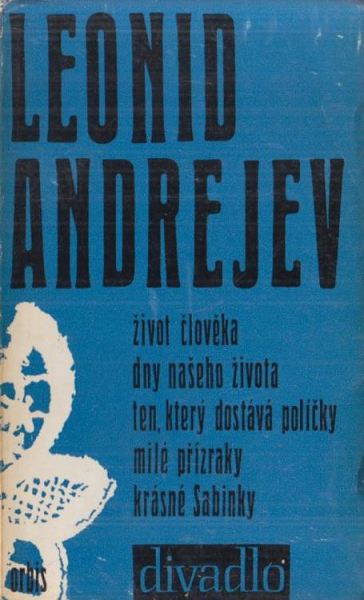 LEONID
ANDREJEV
život člověka
dny našeho života
ten, který dostává políčky
milé přízraky
krásné Sabinky
orbis
divadlo